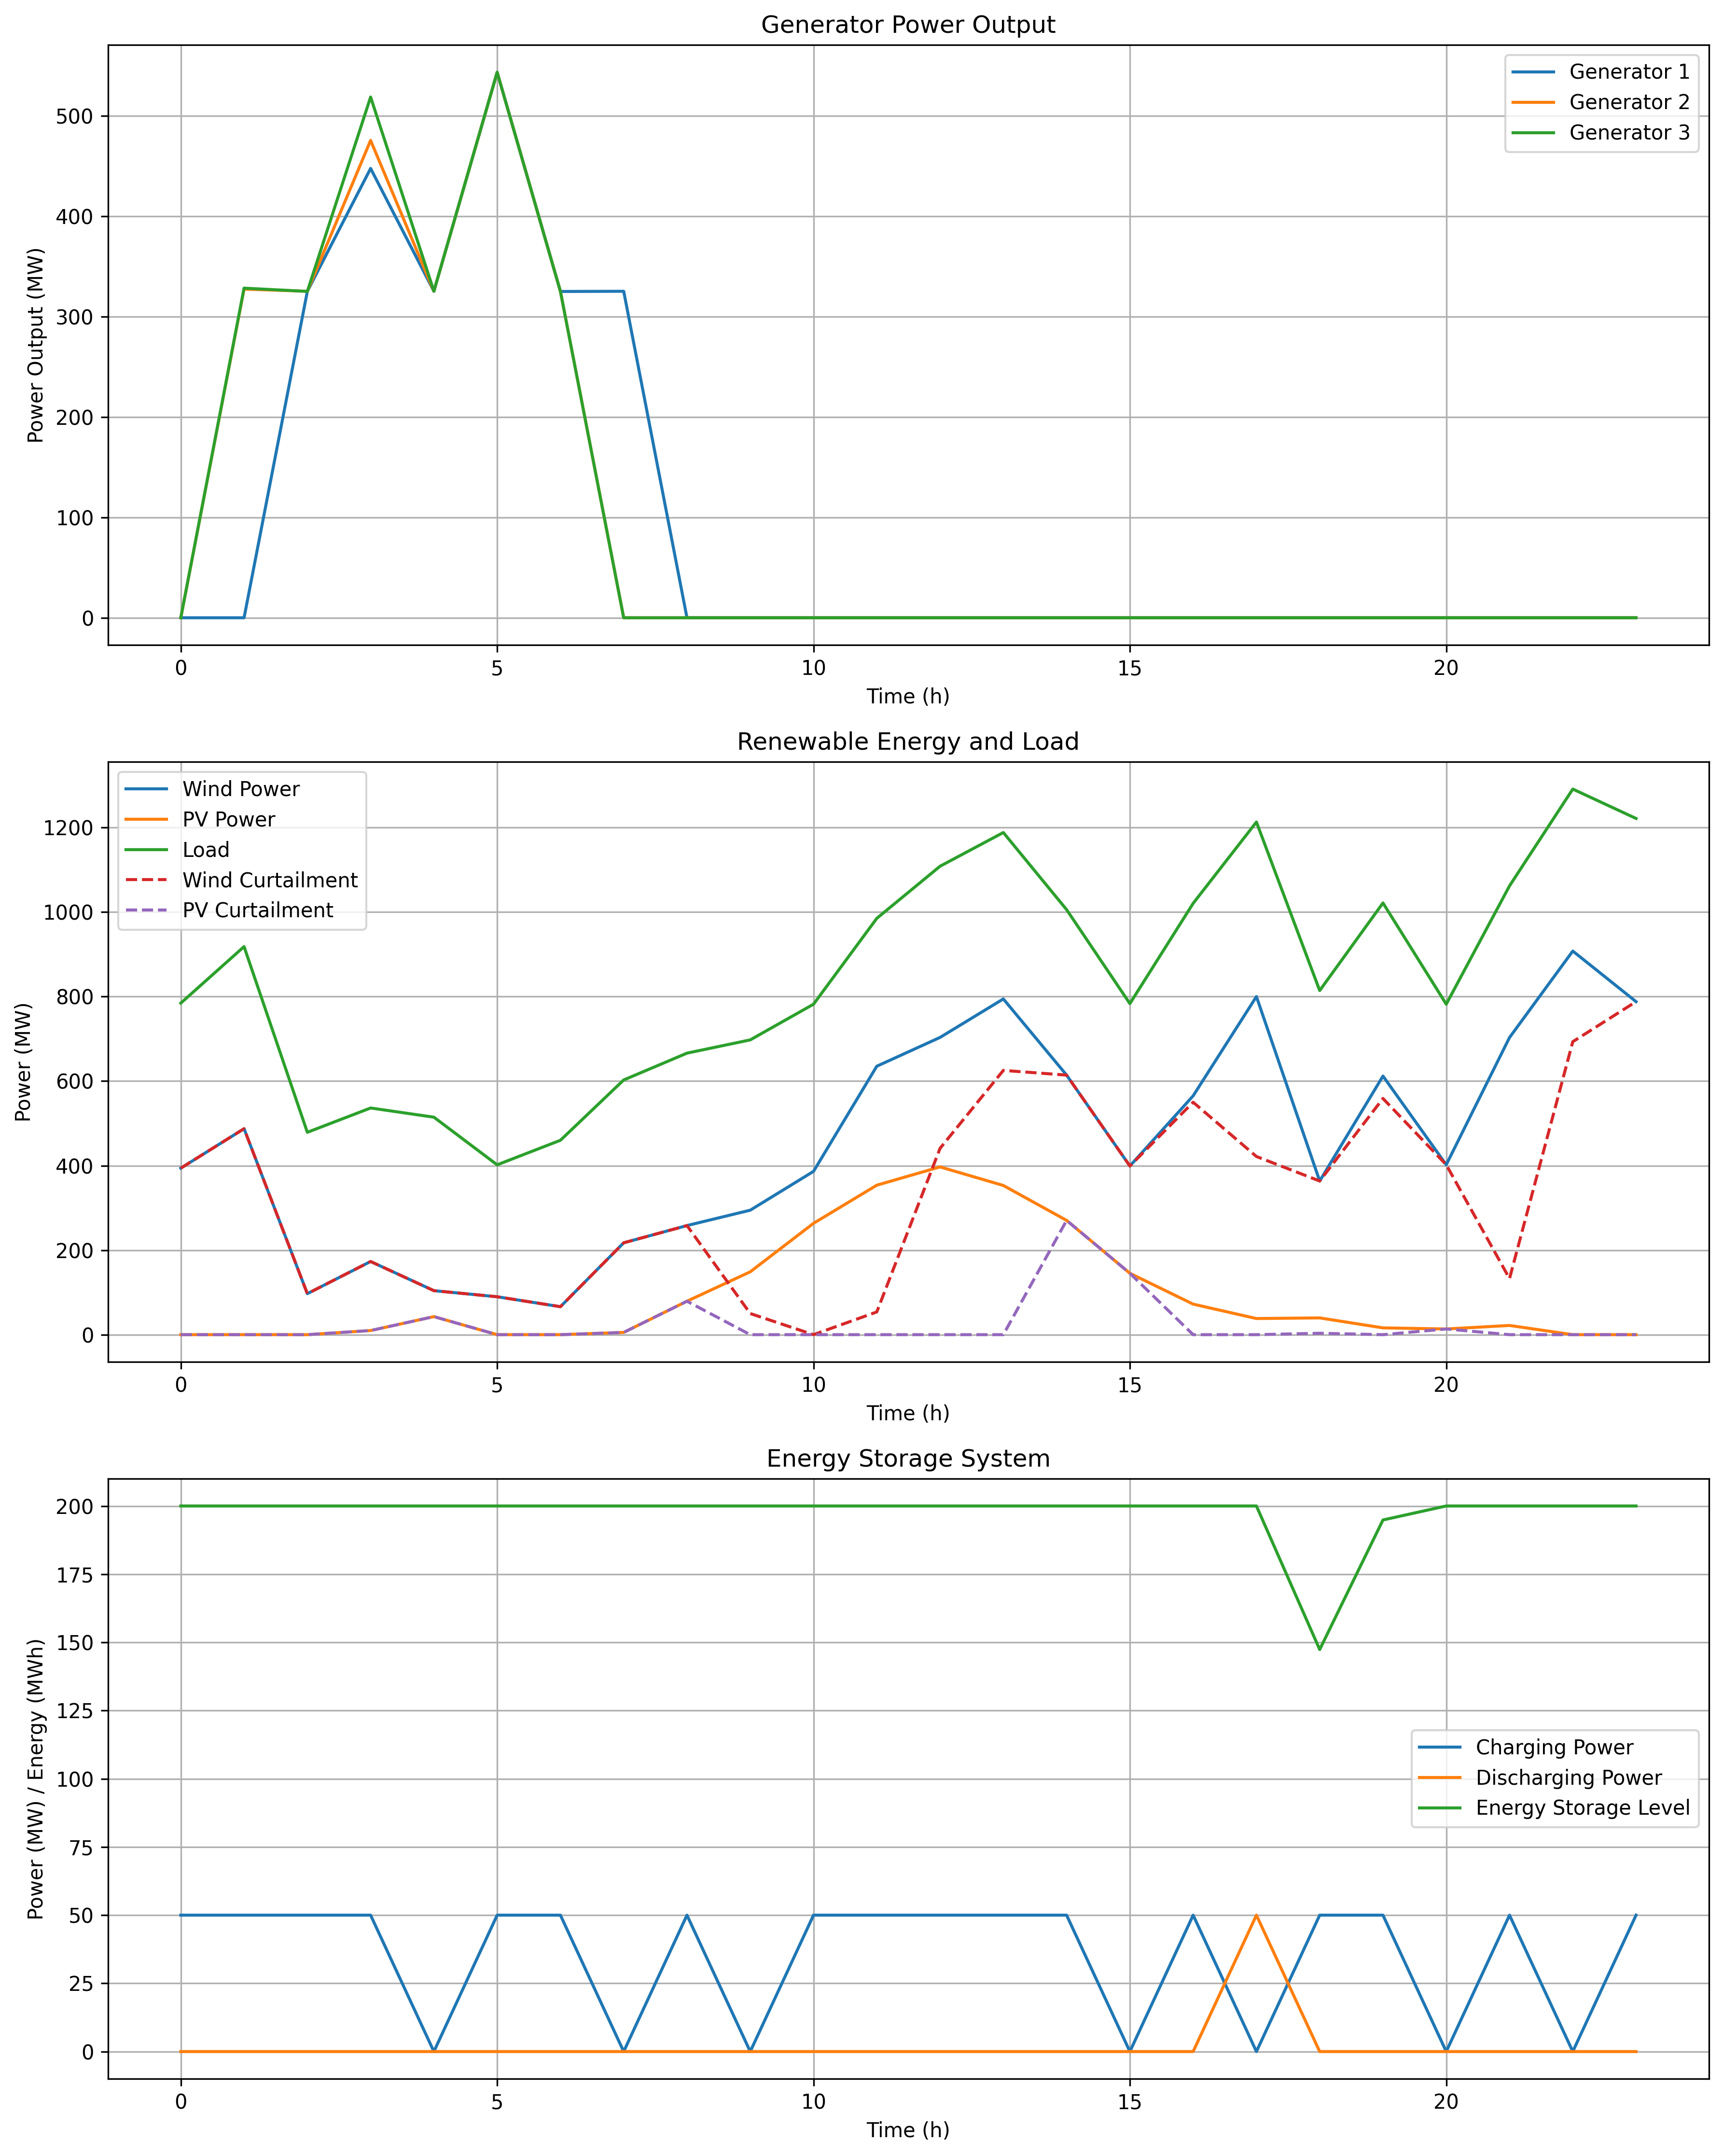 Generator Power Output
Power Output (MW)
500
400
300
200
100
0
Generator 1
Generator 2
Generator 3
0 5 10 15 20
Time (h)
Renewable Energy and Load
Power (MW)
1200
1000
800
600
400
200
0
Wind Power
PV Power
Load
Wind Curtailment
PV Curtailment
0 5 10 15 20
Time (h)
Energy Storage System
Power (MW) / Energy (MWh)
200
175
150
125
100
75
50
25
0
Charging Power
Discharging Power
Energy Storage Level
0 5 10 15 20
Time (h)